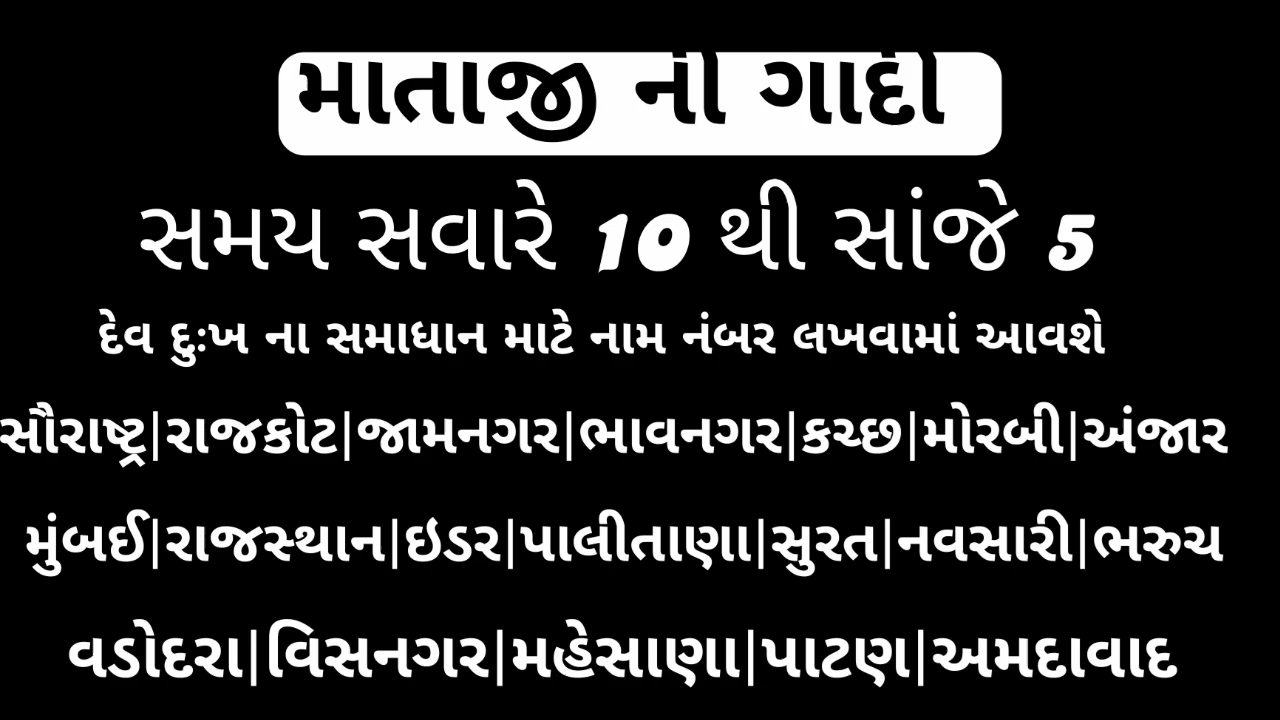 માતાજી ની ગાદી
સમય સવારે 10 થી સાંજે 5
દેવ દુઃખ ના સમાધાન માટે નામ નંબર લખવામાં આવશે
સૌરાષ્ટ્ર|રાજકોટ|જામનગર|ભાવનગર|કચ્છ|મોરબી|અંજાર
મુંબઈ|રાજસ્થાન|ઇડર|પાલીતાણા|સુરત|નવસારી|ભરુચ
વડોદરા|વિસનગર|મહેસાણા|પાટણ|અમદાવાદ